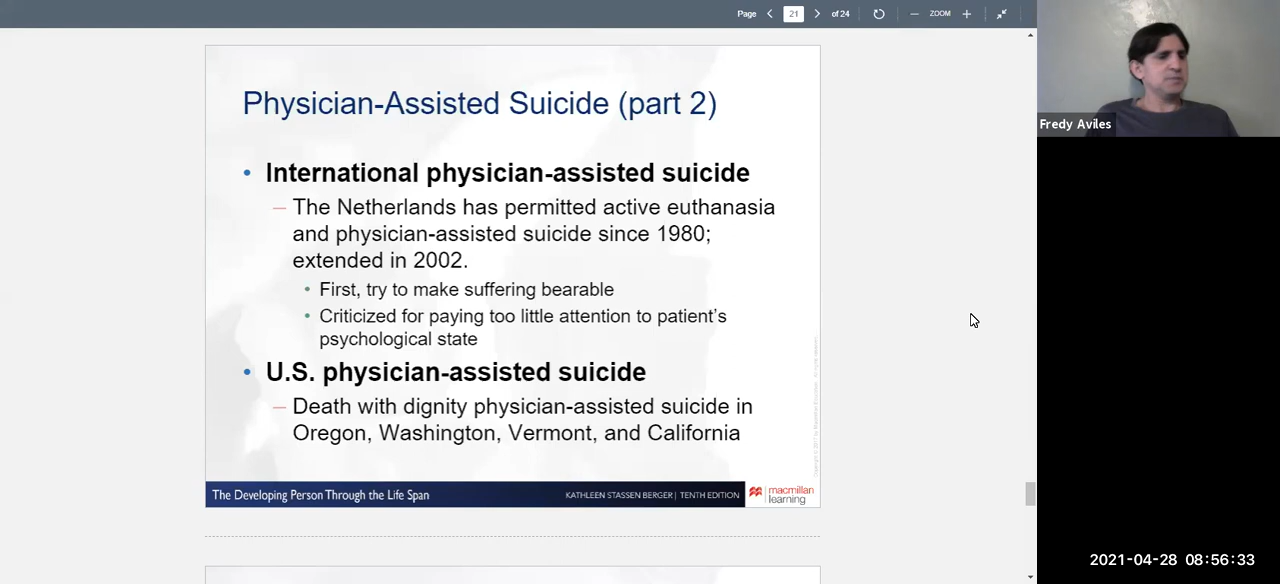 Page 21 of 24 ZOOM
Fredy Aviles
Physician-Assisted Suicide (part 2)
• International physician-assisted suicide
– The Netherlands has permitted active euthanasia
and physician-assisted suicide since 1980;
extended in 2002.
• First, try to make suffering bearable
• Criticized for paying too little attention to patient's
psychological state
• U.S. physician-assisted suicide
– Death with dignity physician-assisted suicide in
Oregon, Washington, Vermont, and California
The Developing Person Through the Life Span
KATHLEEN STASSEN BERGER | TENTH EDITION
macmillan
learning
2021-04-28 08:56:33